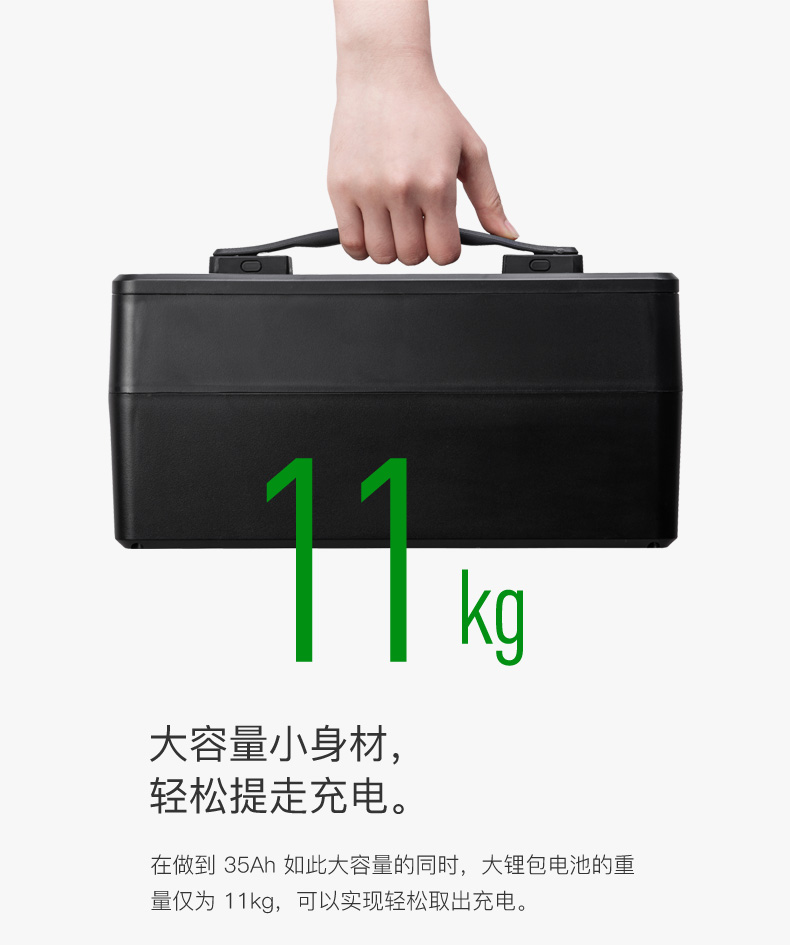 11 kg
大容量小身材，
轻松提走充电。
在做到 35Ah 如此大容量的同时，大锂包电池的重
量仅为 11kg，可以实现轻松取出充电。